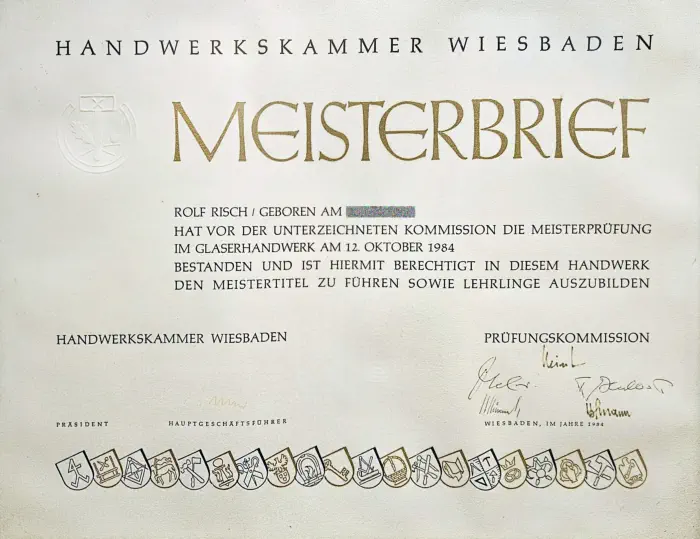 HANDWERKSKAMMER WIESBADEN
MEISTERBRIEF
ROLF RISCH / GEBOREN AM
HAT VOR DER UNTERZEICHNETEN KOMMISSION DIE MEISTERPRÜFUNG
IM GLASERHANDWERK AM 12. OKTOBER 1984
BESTANDEN UND IST HIERMIT BERECHTIGT IN DIESEM HANDWERK
DEN MEISTERTITEL ZU FÜHREN SOWIE LEHRLINGE AUSZUBILDEN
HANDWERKSKAMMER WIESBADEN
PRÜFUNGSKOMMISSION
PRÄSIDENT HAUPTGESCHÄFTSFÜHRER
WIESBADEN, IM JAHRE 1984